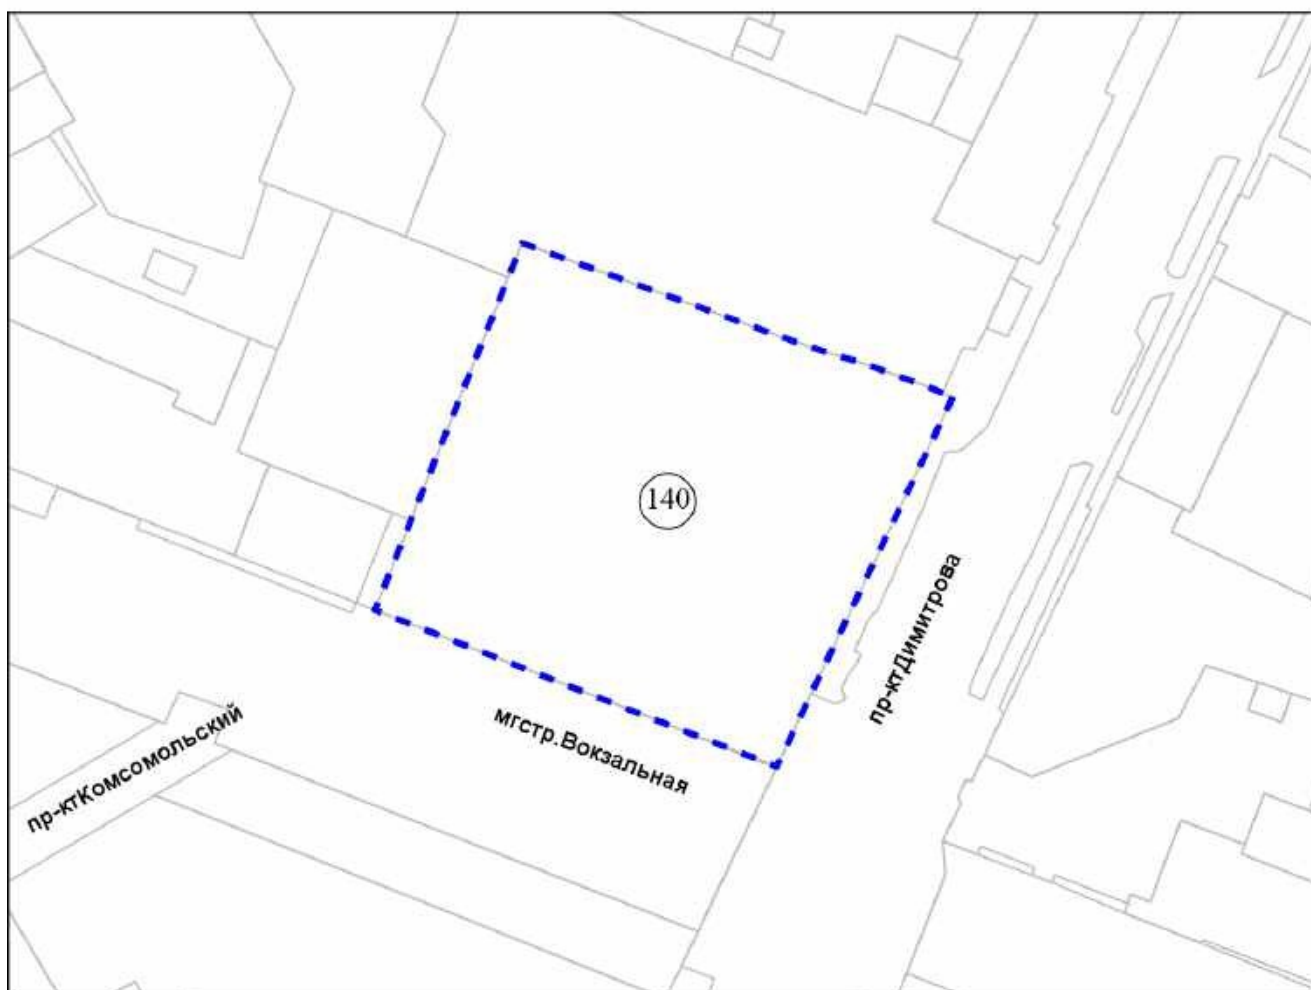 140
пр-ктДимитрова
мгстр.Вокзальная
пр-ктКомсомольский